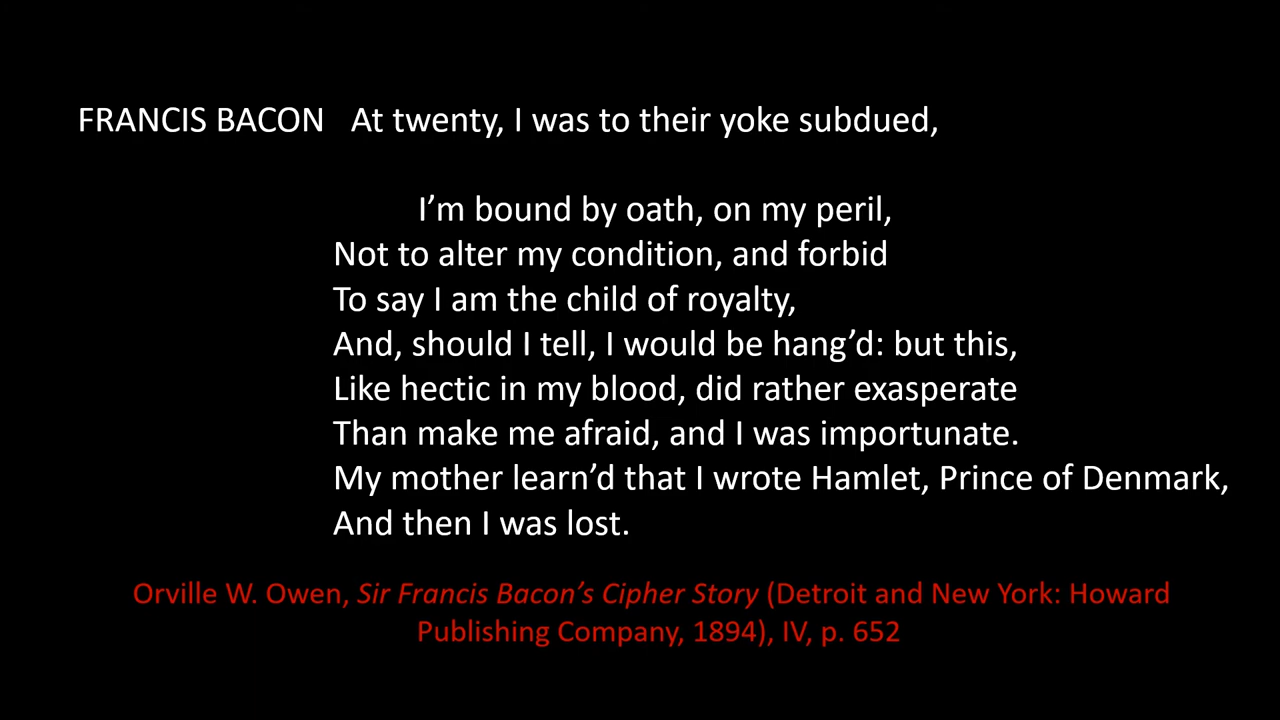 FRANCIS BACON At twenty, I was to their yoke subdued,
I’m bound by oath, on my peril,
Not to alter my condition, and forbid
To say I am the child of royalty,
And, should I tell, I would be hang’d: but this,
Like hectic in my blood, did rather exasperate
Than make me afraid, and I was importunate.
My mother learn’d that I wrote Hamlet, Prince of Denmark,
And then I was lost.
Orville W. Owen, Sir Francis Bacon’s Cipher Story (Detroit and New York: Howard
Publishing Company, 1894), IV, p. 652